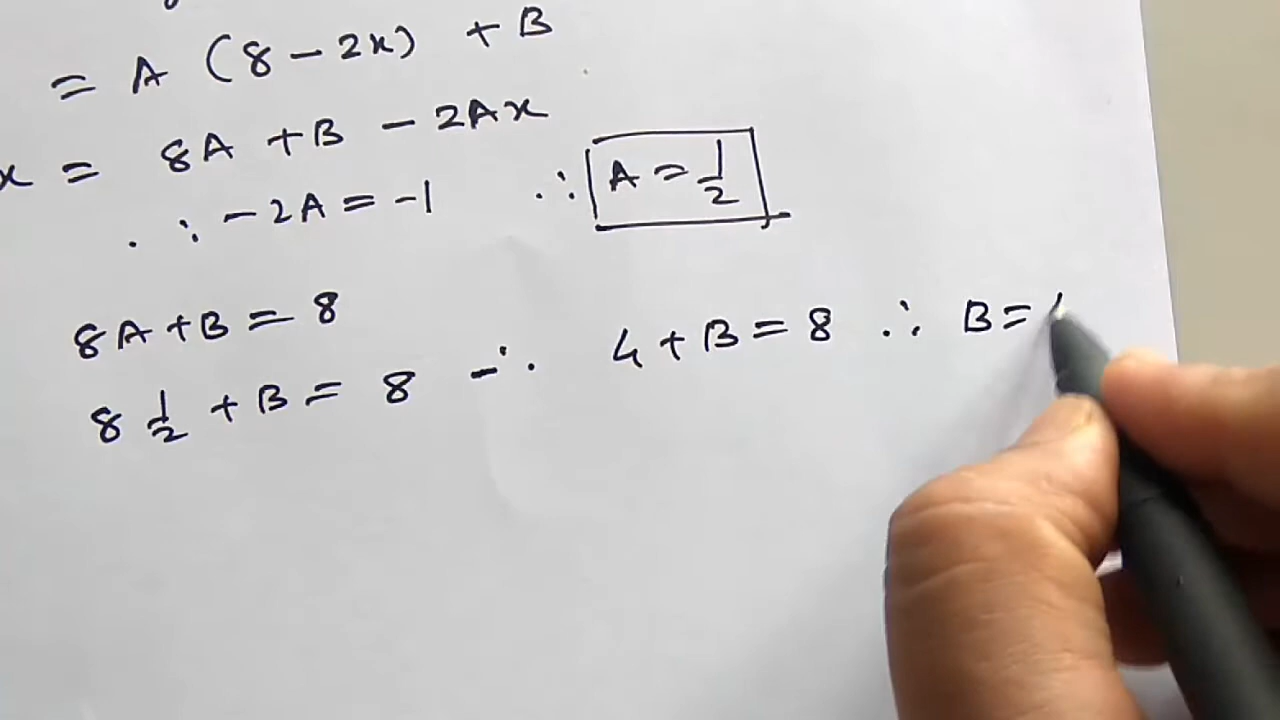 = A (8 - 2x) + B
x = 8A + B - 2Ax
∴ -2A = -1 ∴ A = 1/2
8A + B = 8
8 1/2 + B = 8 ∴ 4 + B = 8 ∴ B =